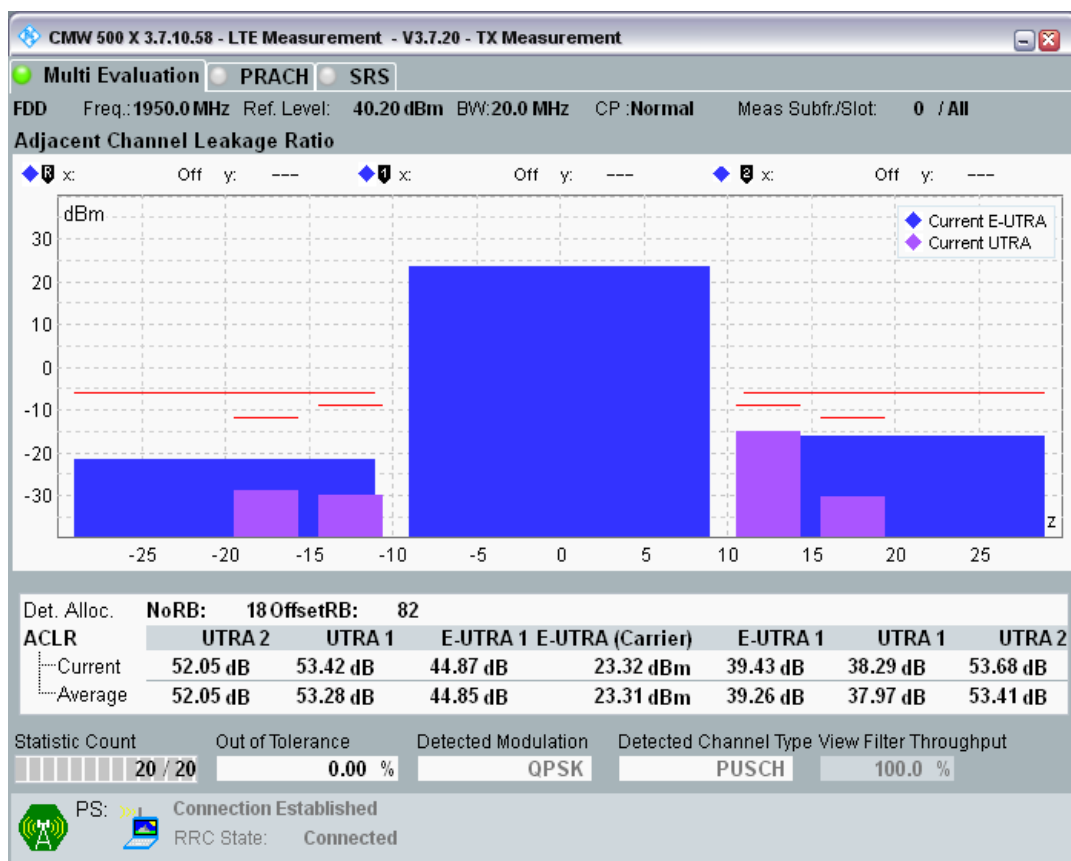 CMW 500 X 3.7.10.58 - LTE Measurement - V3.7.20 - TX Measurement
Multi Evaluation PRACH SRS
FDD Freq.: 1950.0 MHz Ref. Level: 40.20 dBm BW: 20.0 MHz CP : Normal Meas Subfr./Slot: 0 / All
Adjacent Channel Leakage Ratio
R x: Off y: --- 1 x: Off y: --- 2 x: Off y: ---
dBm
Current E-UTRA
Current UTRA
30
20
10
0
-10
-20
-30
z
-25 -20 -15 -10 -5 0 5 10 15 20 25
Det. Alloc. NoRB: 18 OffsetRB: 82
ACLR UTRA 2 UTRA 1 E-UTRA 1 E-UTRA (Carrier) E-UTRA 1 UTRA 1 UTRA 2
Current 52.05 dB 53.42 dB 44.87 dB 23.32 dBm 39.43 dB 38.29 dB 53.68 dB
Average 52.05 dB 53.28 dB 44.85 dB 23.31 dBm 39.26 dB 37.97 dB 53.41 dB
Statistic Count Out of Tolerance Detected Modulation Detected Channel Type View Filter Throughput
20 / 20 0.00 % QPSK PUSCH 100.0 %
PS: Connection Established
RRC State: Connected